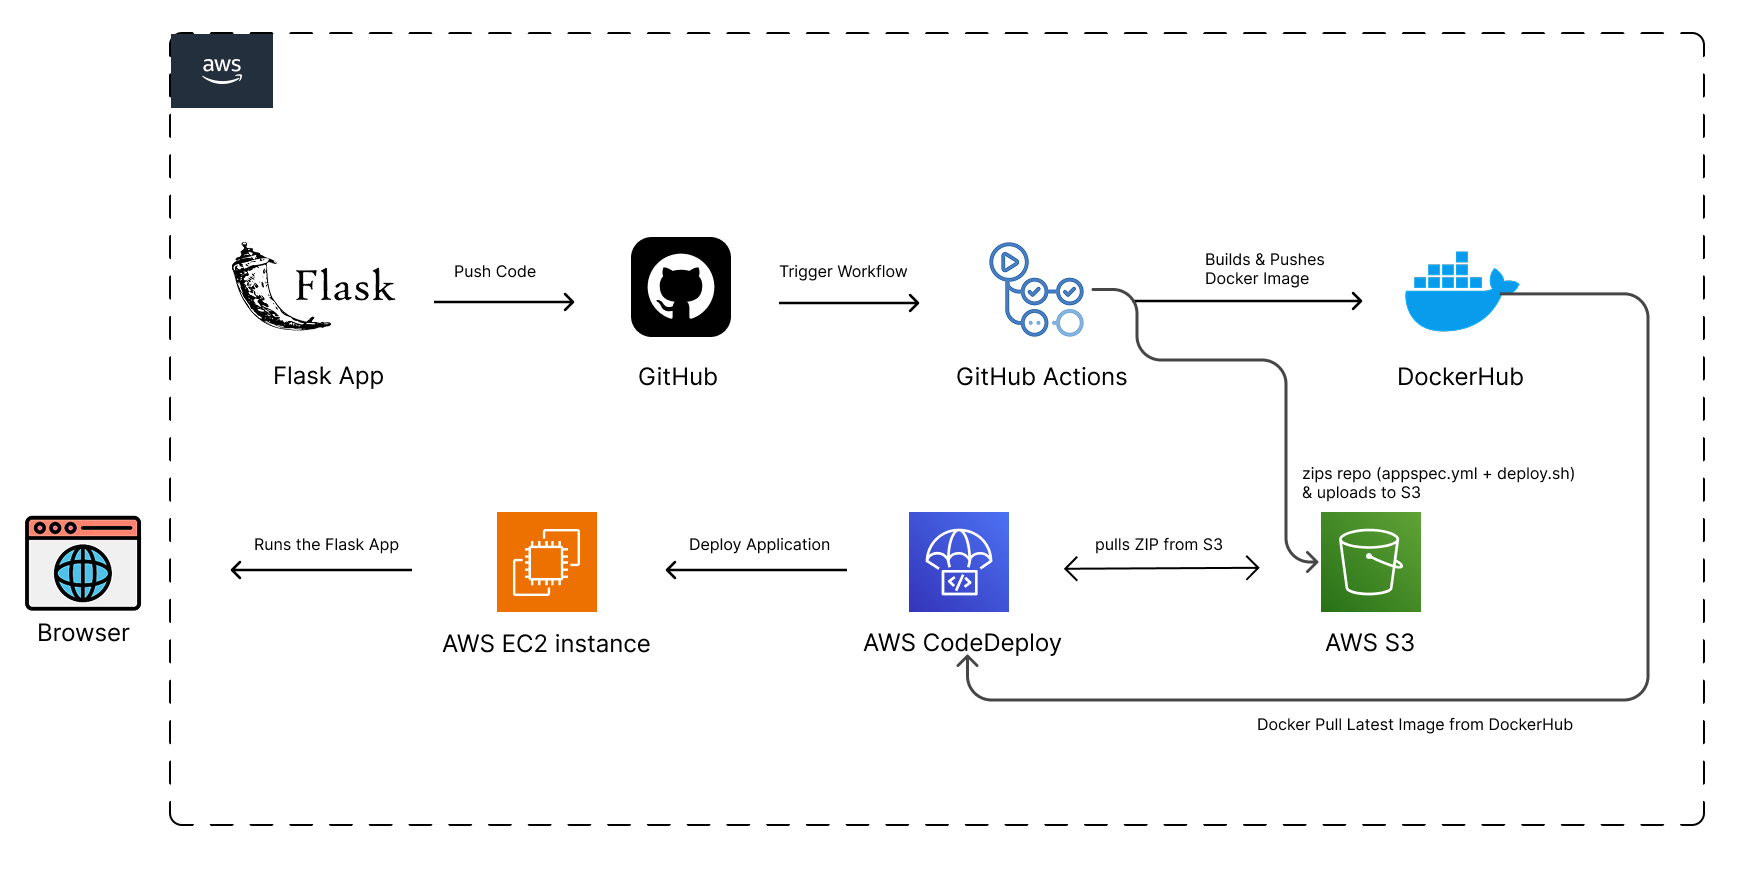 aws
Push Code
Trigger Workflow
Builds & Pushes
Docker Image
Flask
Flask App
GitHub
GitHub Actions
DockerHub
zips repo (appspec.yml + deploy.sh)
& uploads to S3
Runs the Flask App
Deploy Application
pulls ZIP from S3
Browser
AWS EC2 instance
AWS CodeDeploy
AWS S3
Docker Pull Latest Image from DockerHub